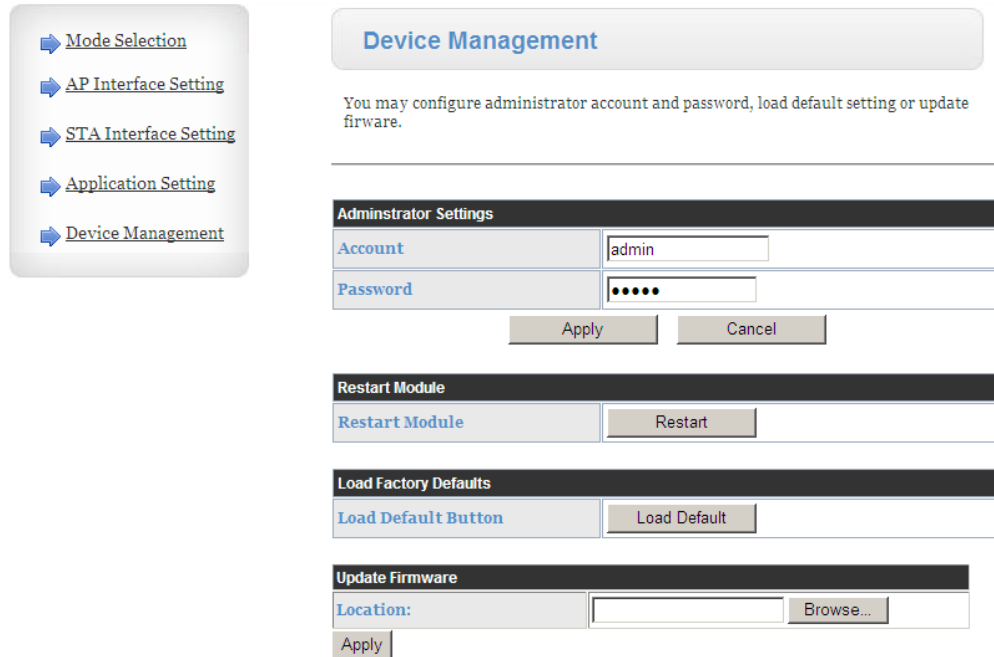 Mode Selection
AP Interface Setting
STA Interface Setting
Application Setting
Device Management
Device Management
You may configure administrator account and password, load default setting or update
firware.
Adminstrator Settings
Account admin
Password •••••
Apply Cancel
Restart Module
Restart Module Restart
Load Factory Defaults
Load Default Button Load Default
Update Firmware
Location: Browse...
Apply